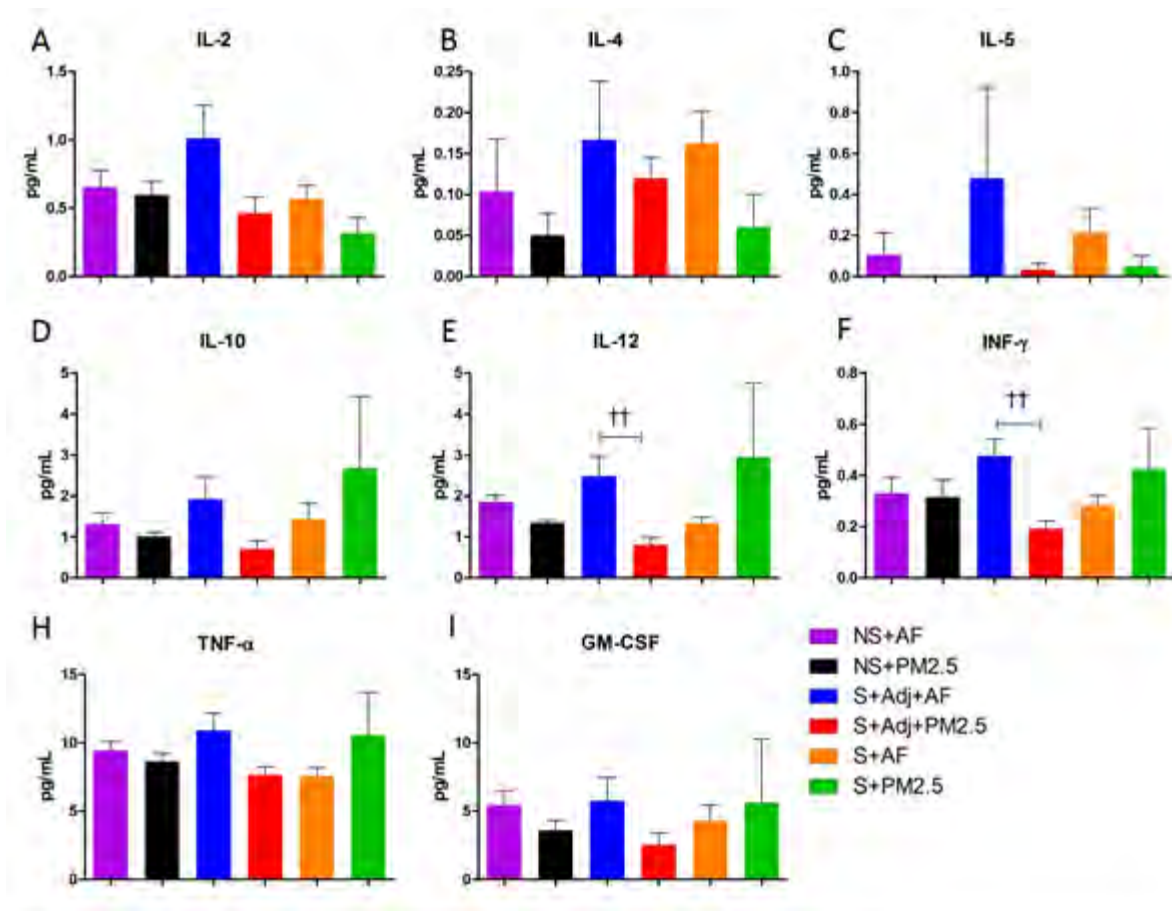 A IL-2
pg/mL
1.5
1.0
0.5
0.0
B IL-4
pg/mL
0.25
0.20
0.15
0.10
0.05
0.00
C IL-5
pg/mL
1.0
0.8
0.6
0.4
0.2
0.0
D IL-10
pg/mL
5
4
3
2
1
0
E IL-12
pg/mL
5
4
3
2
1
0
††
F INF-γ
pg/mL
0.8
0.6
0.4
0.2
0.0
††
H TNF-α
pg/mL
15
10
5
0
I GM-CSF
pg/mL
15
10
5
0
NS+AF
NS+PM2.5
S+Adj+AF
S+Adj+PM2.5
S+AF
S+PM2.5